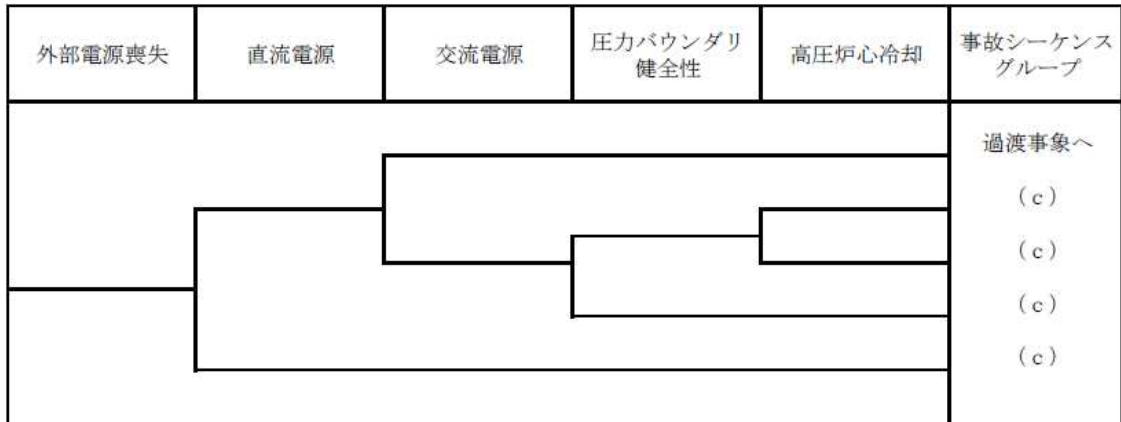 外部電源喪失
直流電源
交流電源
圧力バウンダリ
健全性
高圧炉心冷却
事故シーケンス
グループ
過渡事象へ
(c)
(c)
(c)
(c)